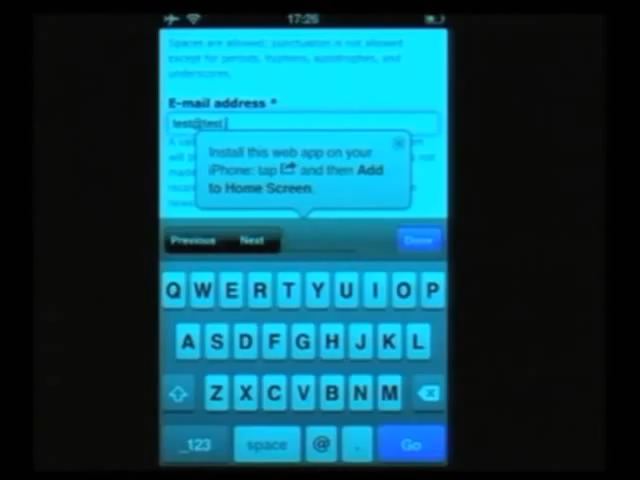 17:26
Spaces are allowed; punctuation is not allowed
except for periods, hyphens, apostrophes, and
underscores.
E-mail address *
test@test
Install this web app on your
iPhone: tap and then Add
to Home Screen.
Previous Next Done
Q W E R T Y U I O P
A S D F G H J K L
Z X C V B N M
_123 space @ . Go